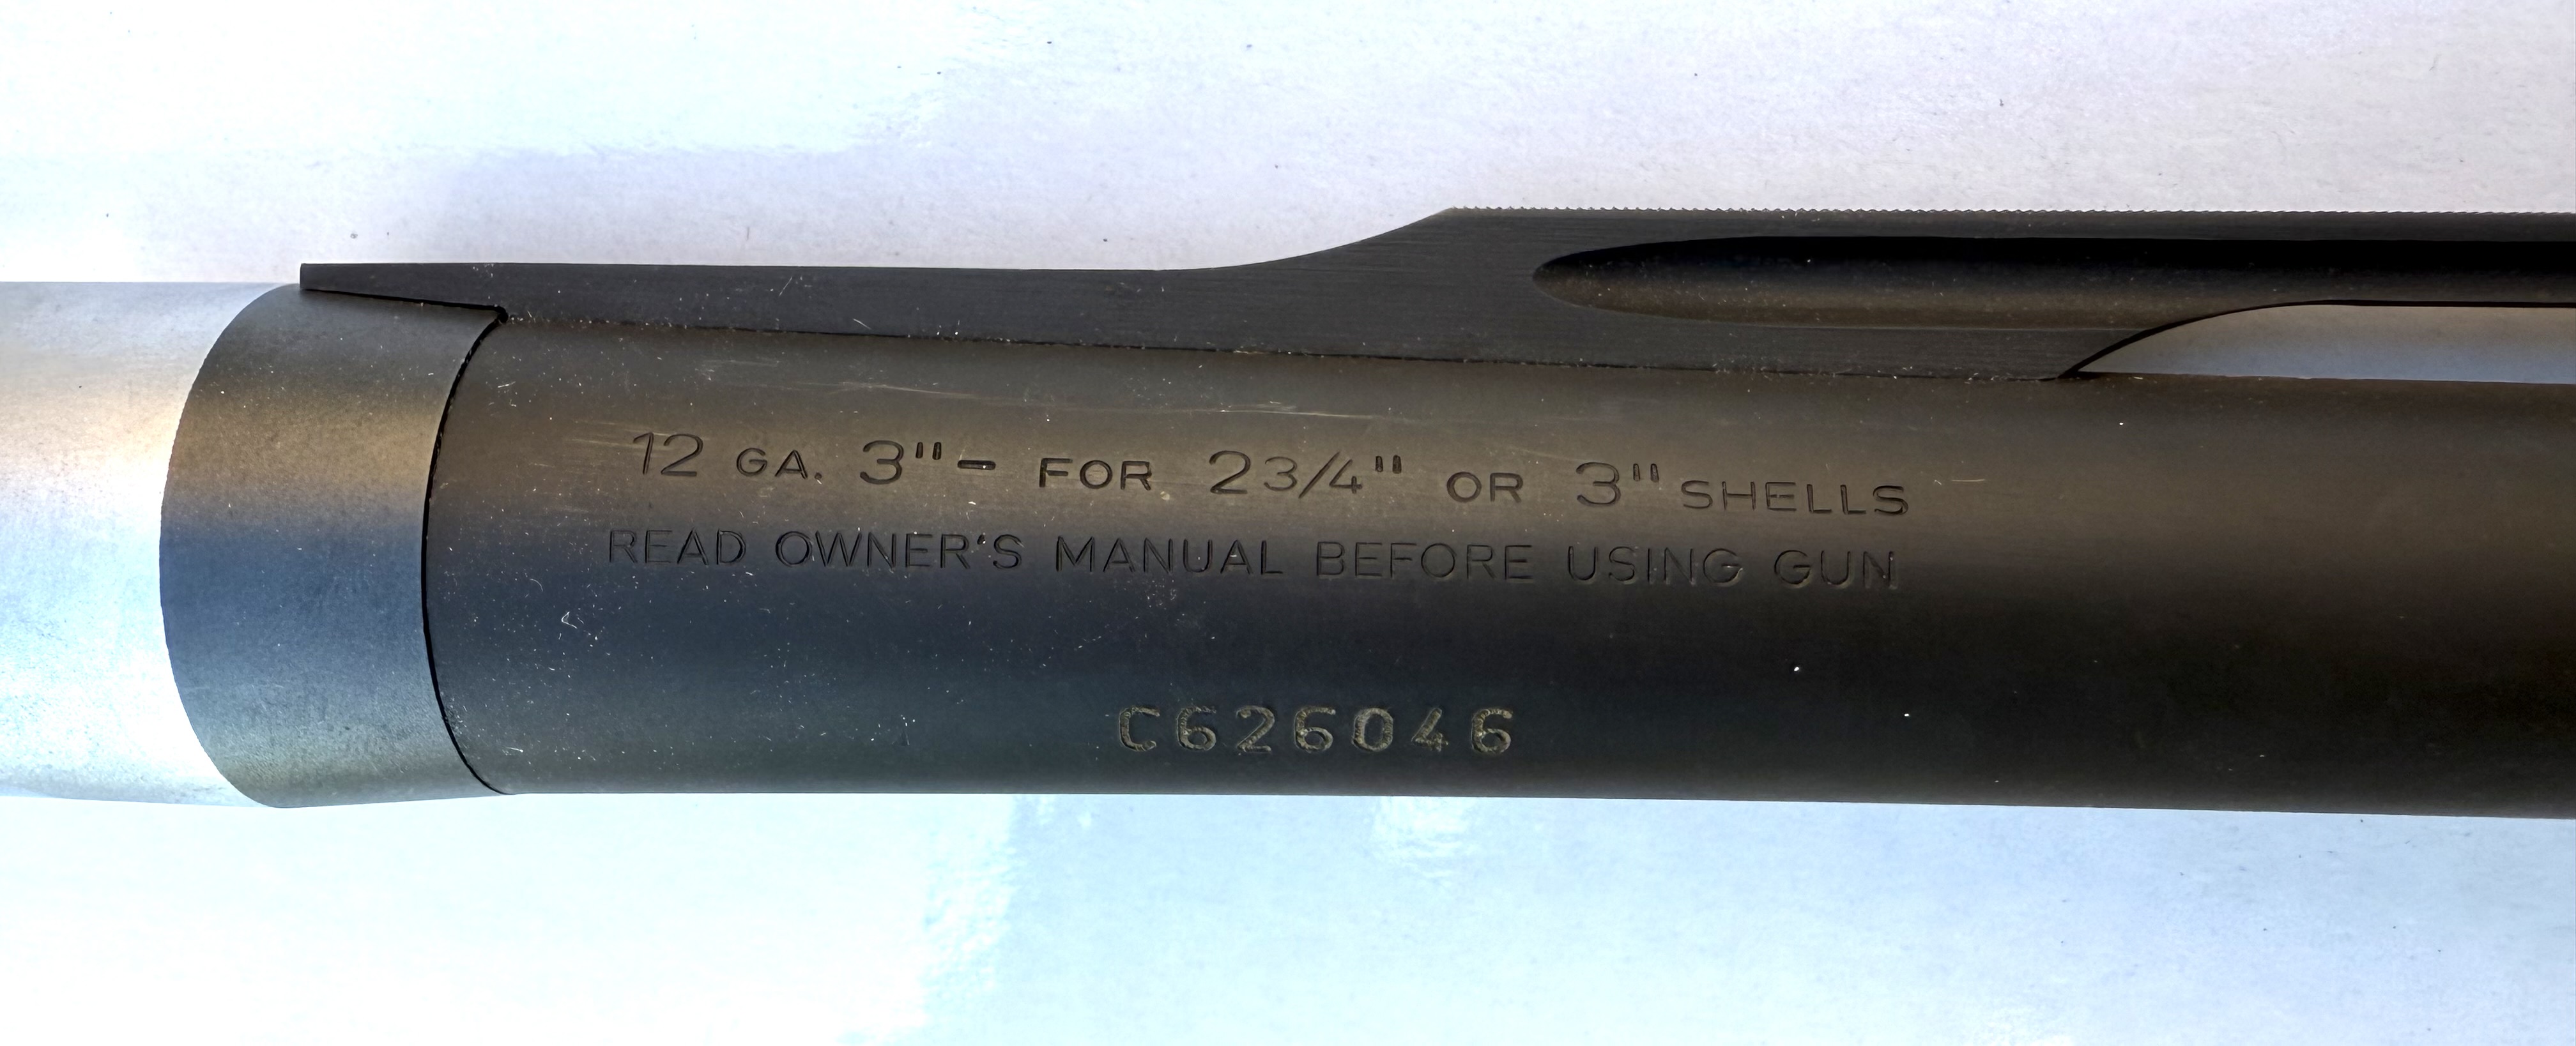 12 GA. 3"- FOR 2 3/4" OR 3" SHELLS
READ OWNER'S MANUAL BEFORE USING GUN
C626046